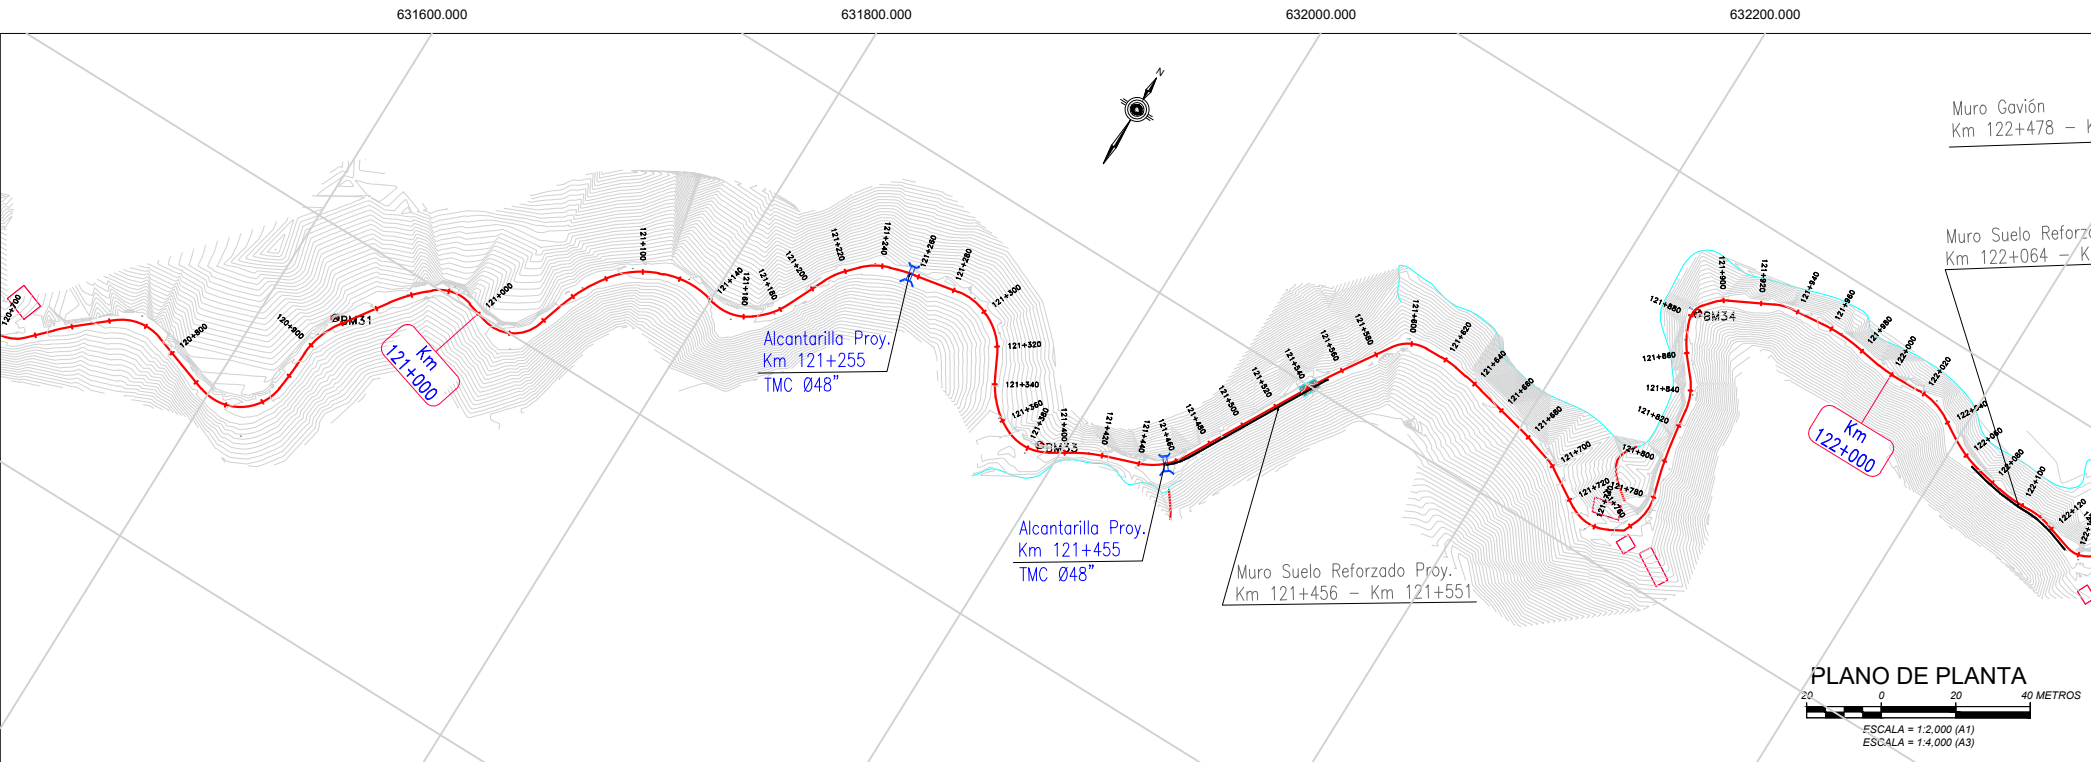 631600.000
631800.000
632000.000
632200.000
N
Muro Gavión
Km 122+478 – K
Muro Suelo Reforza
Km 122+064 – K
120+700
120+800
120+900
BM31
Km
121+000
121+000
121+100
121+140
121+160
121+180
121+200
121+220
121+240
121+260
121+280
121+300
121+320
121+340
121+360
121+380
BM33
121+400
121+420
121+440
121+460
121+480
121+500
121+520
121+540
121+560
121+580
121+600
121+620
121+640
121+660
121+680
121+700
121+720
121+760
121+780
121+800
121+820
121+840
121+860
121+880
BM34
121+900
121+920
121+940
121+960
121+980
122+000
122+020
122+040
122+060
122+080
122+100
122+120
Km
122+000
Alcantarilla Proy.
Km 121+255
TMC Ø48"
Alcantarilla Proy.
Km 121+455
TMC Ø48"
Muro Suelo Reforzado Proy.
Km 121+456 – Km 121+551
PLANO DE PLANTA
20 0 20 40 METROS
ESCALA = 1:2,000 (A1)
ESCALA = 1:4,000 (A3)